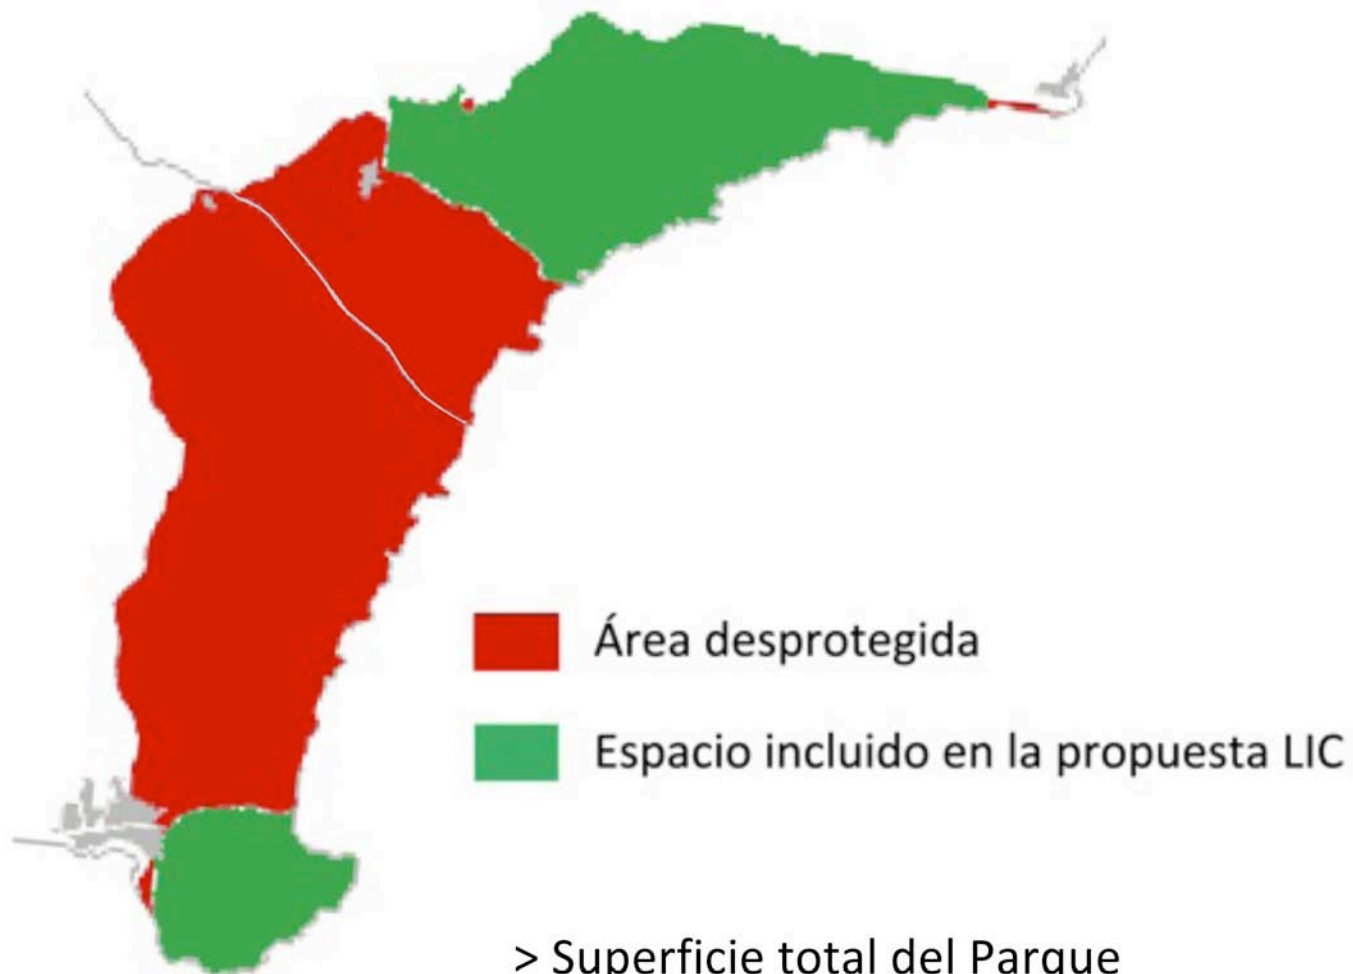 Área desprotegida
Espacio incluido en la propuesta LIC
> Superficie total del Parque